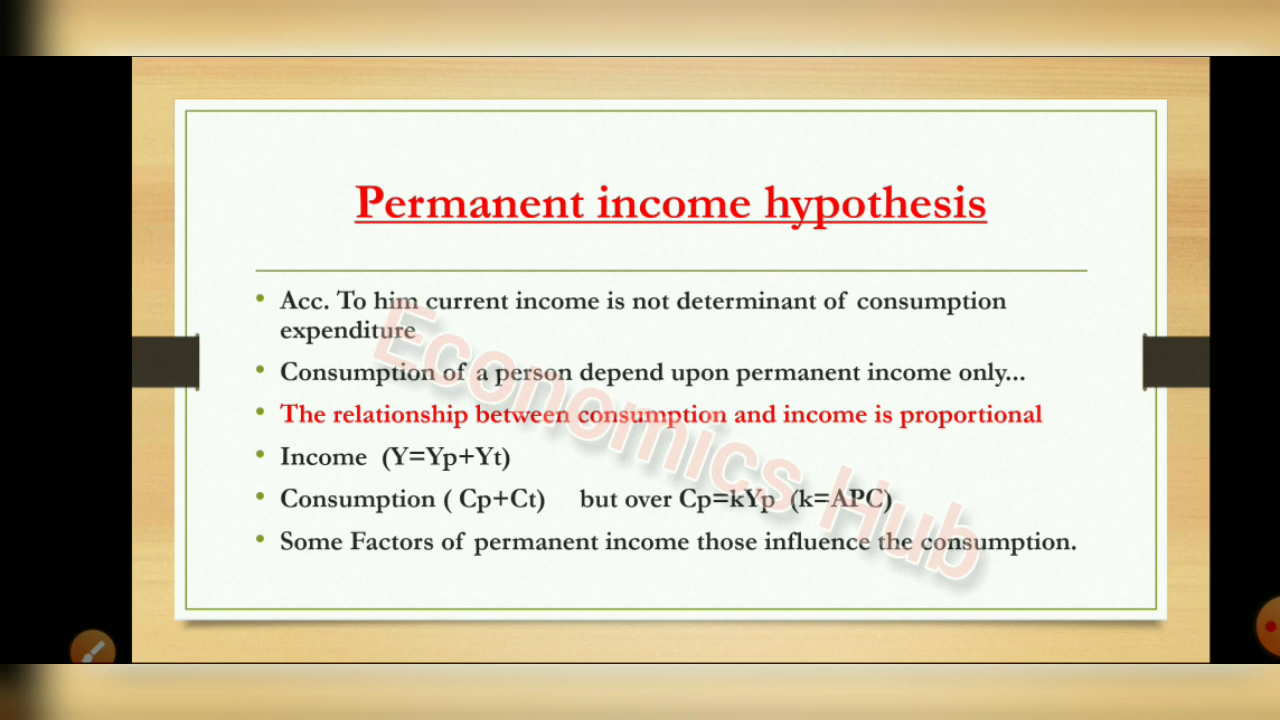 Permanent income hypothesis
• Acc. To him current income is not determinant of consumption
expenditure
• Consumption of a person depend upon permanent income only...
• The relationship between consumption and income is proportional
• Income (Y=Yp+Yt)
• Consumption ( Cp+Ct) but over Cp=kYp (k=APC)
• Some Factors of permanent income those influence the consumption.
Economics Hub